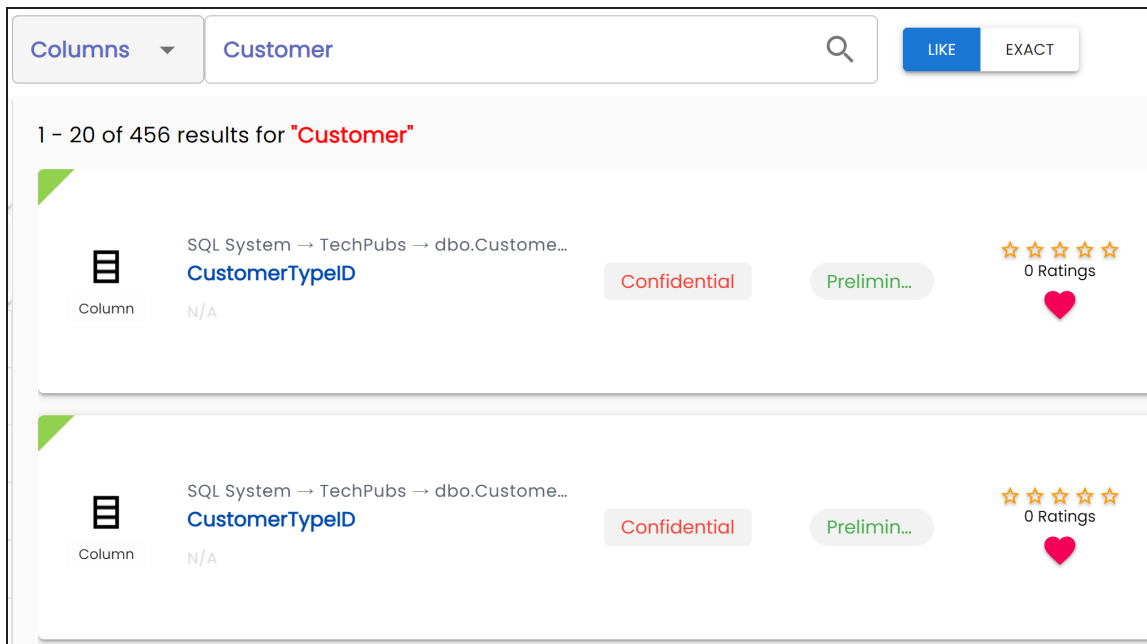 Columns Customer LIKE EXACT
1 - 20 of 456 results for "Customer"
SQL System → TechPubs → dbo.Custome...
CustomerTypeID
Confidential Prelimin...
0 Ratings
Column
N/A
SQL System → TechPubs → dbo.Custome...
CustomerTypeID
Confidential Prelimin...
0 Ratings
Column
N/A